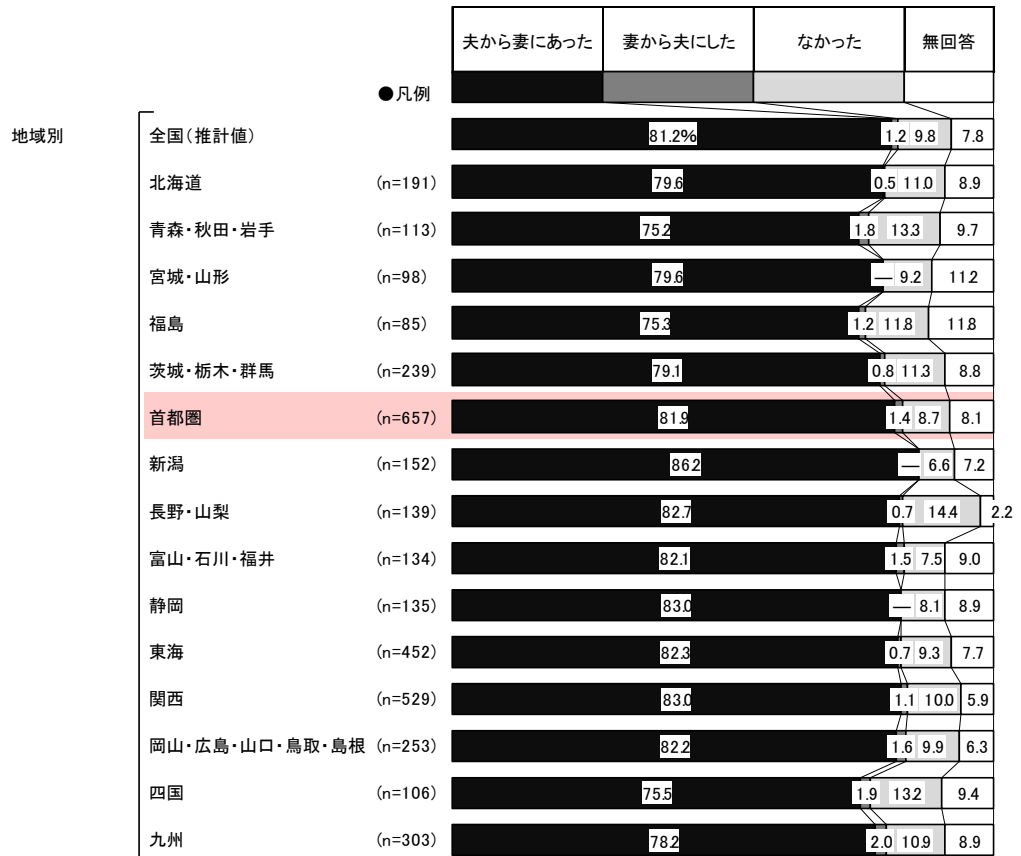 夫から妻にあった 妻から夫にした なかった 無回答
●凡例
地域別 全国(推計値) 81.2% 1.2 9.8 7.8
北海道 (n=191) 79.6 0.5 11.0 8.9
青森・秋田・岩手 (n=113) 75.2 1.8 13.3 9.7
宮城・山形 (n=98) 79.6 — 9.2 11.2
福島 (n=85) 75.3 1.2 11.8 11.8
茨城・栃木・群馬 (n=239) 79.1 0.8 11.3 8.8
首都圏 (n=657) 81.9 1.4 8.7 8.1
新潟 (n=152) 86.2 — 6.6 7.2
長野・山梨 (n=139) 82.7 0.7 14.4 2.2
富山・石川・福井 (n=134) 82.1 1.5 7.5 9.0
静岡 (n=135) 83.0 — 8.1 8.9
東海 (n=452) 82.3 0.7 9.3 7.7
関西 (n=529) 83.0 1.1 10.0 5.9
岡山・広島・山口・鳥取・島根 (n=253) 82.2 1.6 9.9 6.3
四国 (n=106) 75.5 1.9 13.2 9.4
九州 (n=303) 78.2 2.0 10.9 8.9